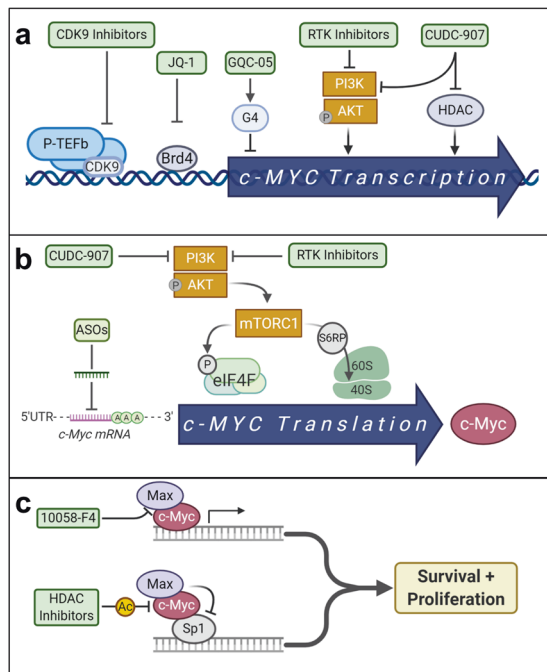 a
CDK9 Inhibitors
JQ-1
GQC-05
RTK Inhibitors
CUDC-907
PI3K
P
AKT
G4
HDAC
P-TEFb
CDK9
Brd4
c-MYC Transcription
b
CUDC-907
PI3K
RTK Inhibitors
P
AKT
mTORC1
ASOs
S6RP
P
eIF4F
60S
40S
5'UTR
A A A
3'
c-Myc mRNA
c-MYC Translation
c-Myc
c
Max
10058-F4
c-Myc
Survival +
Proliferation
HDAC
Inhibitors
Ac
Max
c-Myc
Sp1